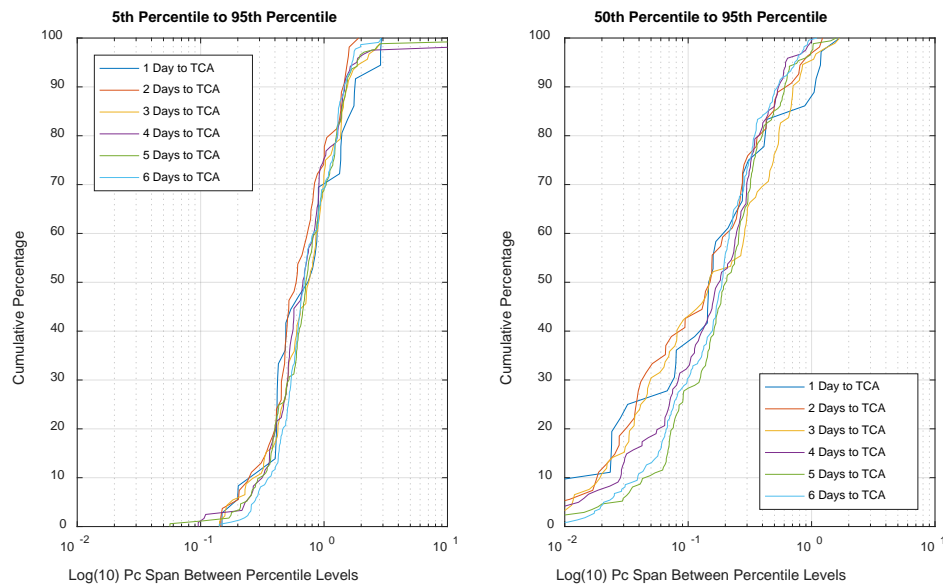 5th Percentile to 95th Percentile
100
90
80
70
60
50
40
30
20
10
0
Cumulative Percentage
1 Day to TCA
2 Days to TCA
3 Days to TCA
4 Days to TCA
5 Days to TCA
6 Days to TCA
10^-2
10^-1
10^0
10^1
Log(10) Pc Span Between Percentile Levels
50th Percentile to 95th Percentile
100
90
80
70
60
50
40
30
20
10
0
Cumulative Percentage
1 Day to TCA
2 Days to TCA
3 Days to TCA
4 Days to TCA
5 Days to TCA
6 Days to TCA
10^-2
10^-1
10^0
10^1
Log(10) Pc Span Between Percentile Levels